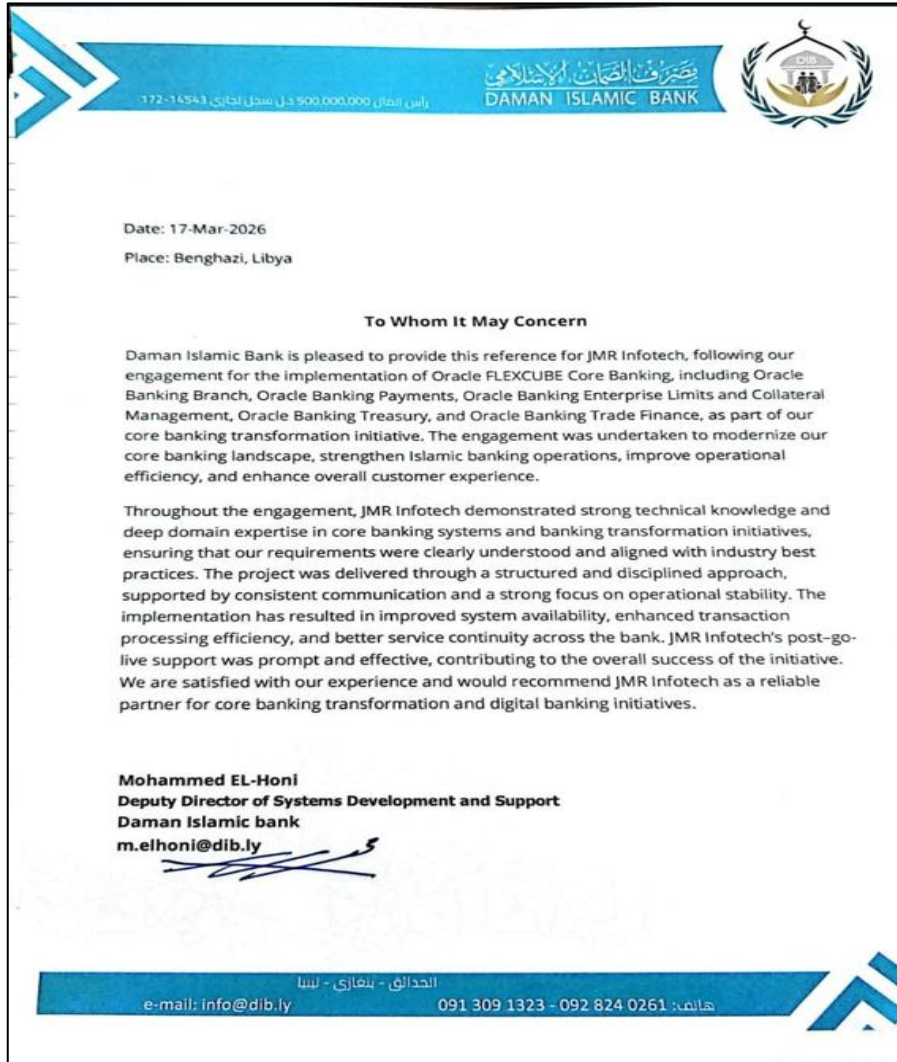 مصرف الضمان الإسلامي
DAMAN ISLAMIC BANK
DIB
رأس المال 500,000,000 د.ل سجل تجاري 14543-172
Date: 17-Mar-2026
Place: Benghazi, Libya
To Whom It May Concern
Daman Islamic Bank is pleased to provide this reference for JMR Infotech, following our
engagement for the implementation of Oracle FLEXCUBE Core Banking, including Oracle
Banking Branch, Oracle Banking Payments, Oracle Banking Enterprise Limits and Collateral
Management, Oracle Banking Treasury, and Oracle Banking Trade Finance, as part of our
core banking transformation initiative. The engagement was undertaken to modernize our
core banking landscape, strengthen Islamic banking operations, improve operational
efficiency, and enhance overall customer experience.
Throughout the engagement, JMR Infotech demonstrated strong technical knowledge and
deep domain expertise in core banking systems and banking transformation initiatives,
ensuring that our requirements were clearly understood and aligned with industry best
practices. The project was delivered through a structured and disciplined approach,
supported by consistent communication and a strong focus on operational stability. The
implementation has resulted in improved system availability, enhanced transaction
processing efficiency, and better service continuity across the bank. JMR Infotech's post–go-
live support was prompt and effective, contributing to the overall success of the initiative.
We are satisfied with our experience and would recommend JMR Infotech as a reliable
partner for core banking transformation and digital banking initiatives.
Mohammed EL-Honi
Deputy Director of Systems Development and Support
Daman Islamic bank
m.elhoni@dib.ly
الحدائق - بنغازي - ليبيا
e-mail: info@dib.ly
هاتف: 0261 824 092 - 1323 309 091